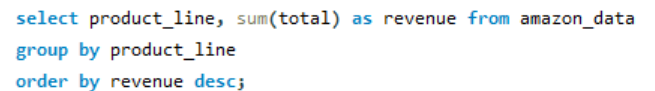 select product_line, sum(total) as revenue from amazon_data
group by product_line
order by revenue desc;